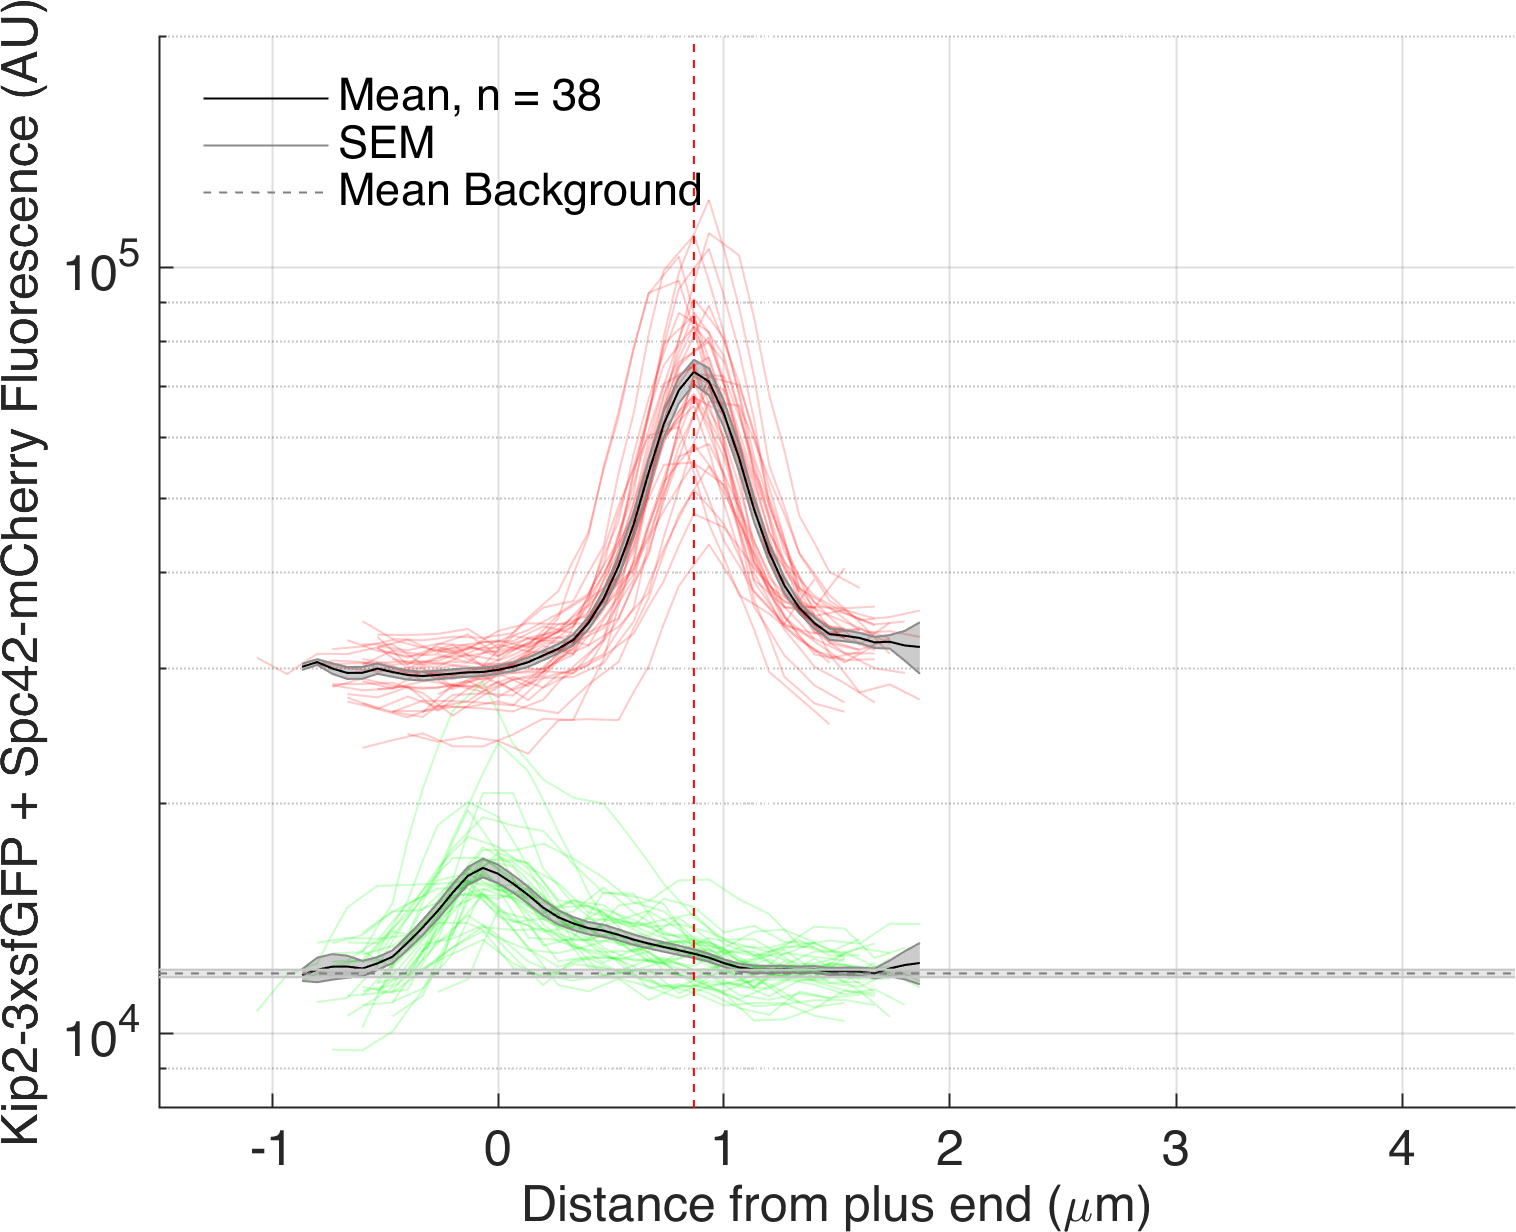 Kip2-3xsfGFP + Spc42-mCherry Fluorescence (AU)
Mean, n = 38
SEM
Mean Background
10^5
10^4
-1 0 1 2 3 4
Distance from plus end (μm)